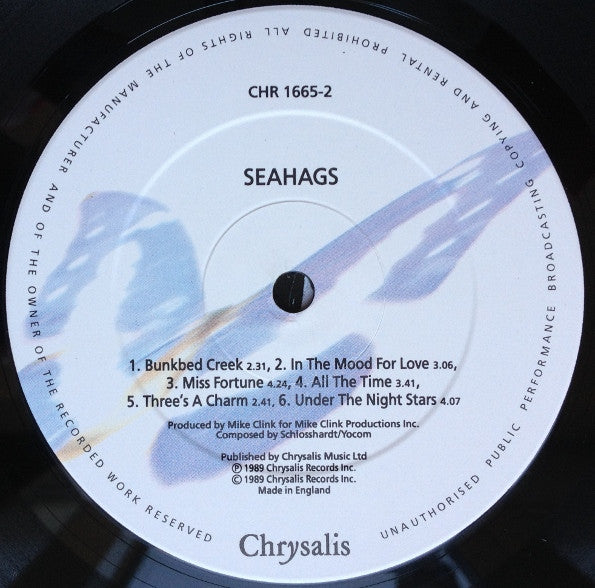 CHR 1665-2
SEAHAGS
1. Bunkbed Creek 2.31, 2. In The Mood For Love 3.06,
3. Miss Fortune 4.24, 4. All The Time 3.41,
5. Three's A Charm 2.41, 6. Under The Night Stars 4.07
Produced by Mike Clink for Mike Clink Productions Inc.
Composed by Schlosshardt/Yocom
Published by Chrysalis Music Ltd
Ⓟ 1989 Chrysalis Records Inc.
© 1989 Chrysalis Records Inc.
Made in England
Chrysalis
ALL RIGHTS OF THE MANUFACTURER AND OF THE OWNER OF THE RECORDED WORK RESERVED
UNAUTHORISED PUBLIC PERFORMANCE BROADCASTING COPYING AND RENTAL PROHIBITED